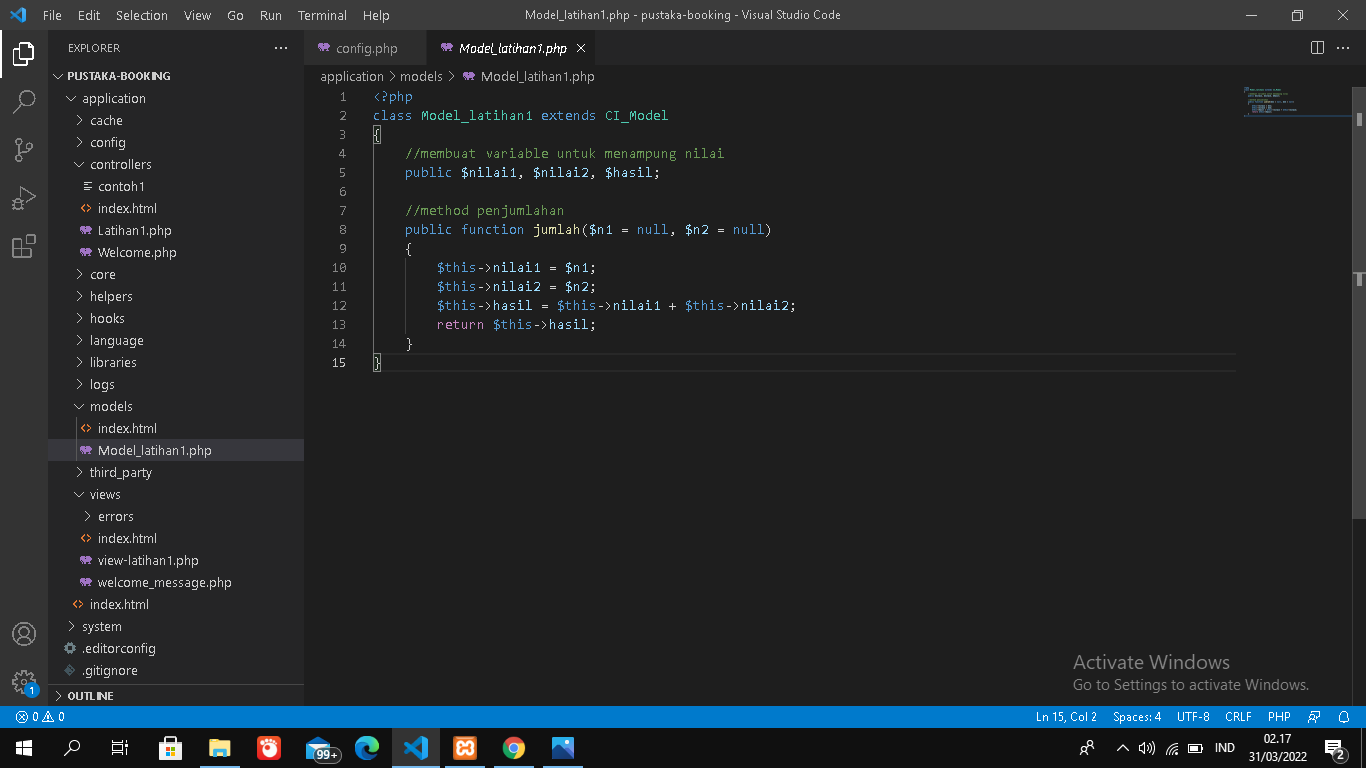 File Edit Selection View Go Run Terminal Help
Model_latihan1.php - pustaka-booking - Visual Studio Code
EXPLORER
PUSTAKA-BOOKING
application
cache
config
controllers
contoh1
index.html
Latihan1.php
Welcome.php
core
helpers
hooks
language
libraries
logs
models
index.html
Model_latihan1.php
third_party
views
errors
index.html
view-latihan1.php
welcome_message.php
index.html
system
.editorconfig
.gitignore
OUTLINE
config.php Model_latihan1.php
application > models > Model_latihan1.php
1 <?php
2 class Model_latihan1 extends CI_Model
3 {
4 //membuat variable untuk menampung nilai
5 public $nilai1, $nilai2, $hasil;
6
7 //method penjumlahan
8 public function jumlah($n1 = null, $n2 = null)
9 {
10 $this->nilai1 = $n1;
11 $this->nilai2 = $n2;
12 $this->hasil = $this->nilai1 + $this->nilai2;
13 return $this->hasil;
14 }
15 }
Activate Windows
Go to Settings to activate Windows.
1
0 0 Ln 15, Col 2 Spaces: 4 UTF-8 CRLF PHP
99+
IND
02.17
31/03/2022
2